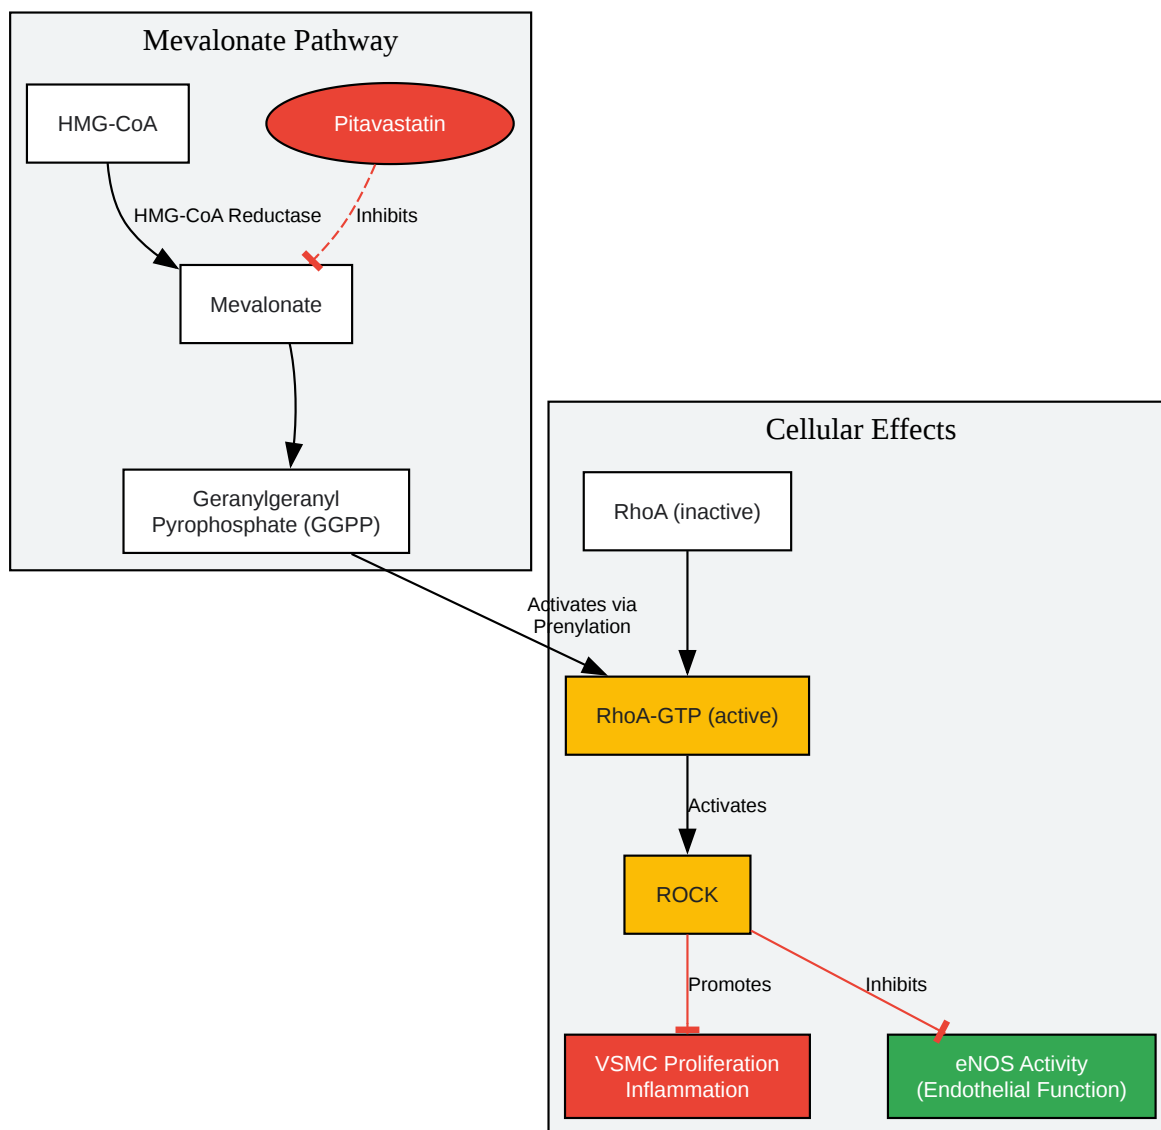 Mevalonate Pathway
HMG-CoA
Pitavastatin
HMG-CoA Reductase
Inhibits
Mevalonate
Geranylgeranyl
Pyrophosphate (GGPP)
Cellular Effects
RhoA (inactive)
Activates via
Prenylation
RhoA-GTP (active)
Activates
ROCK
Promotes
Inhibits
VSMC Proliferation
Inflammation
eNOS Activity
(Endothelial Function)